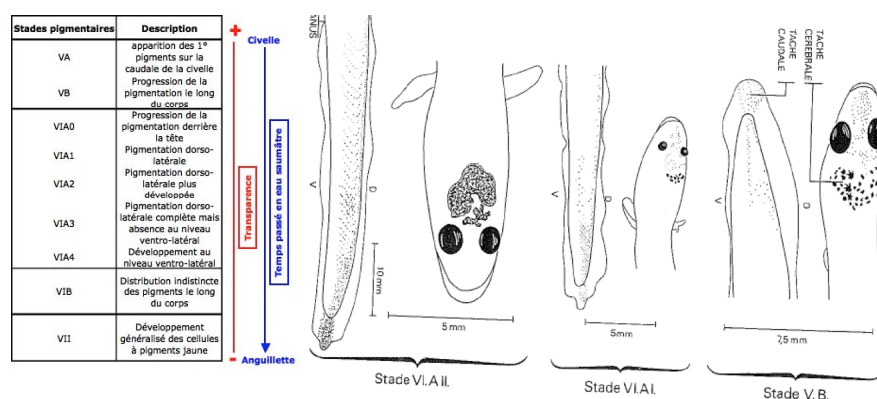 Stades pigmentaires Description
VA apparition des 1e
pigments sur la
caudale de la civelle
VB Progression de la
pigmentation le long
du corps
VIA0 Progression de la
pigmentation derrière
la tête
VIA1 Pigmentation dorso-
latérale
VIA2 Pigmentation dorso-
latérale plus
développée
VIA3 Pigmentation dorso-
latérale complète mais
absence au niveau
ventro-latéral
VIA4 Développement au
niveau ventro-latéral
VIB Distribution indistincte
des pigments le long du
corps
VII Développement
généralisé des cellules
à pigments jaune
+
Transparence
-
Civelle
Temps passé en eau saumâtre
Anguillette
ANUS
V
D
10 mm
5 mm
Stade VI.A II.
V
D
5mm
Stade VI.A I.
TACHE
CEREBRALE
TACHE
CAUDALE
V
D
7,5 mm
Stade V.B.